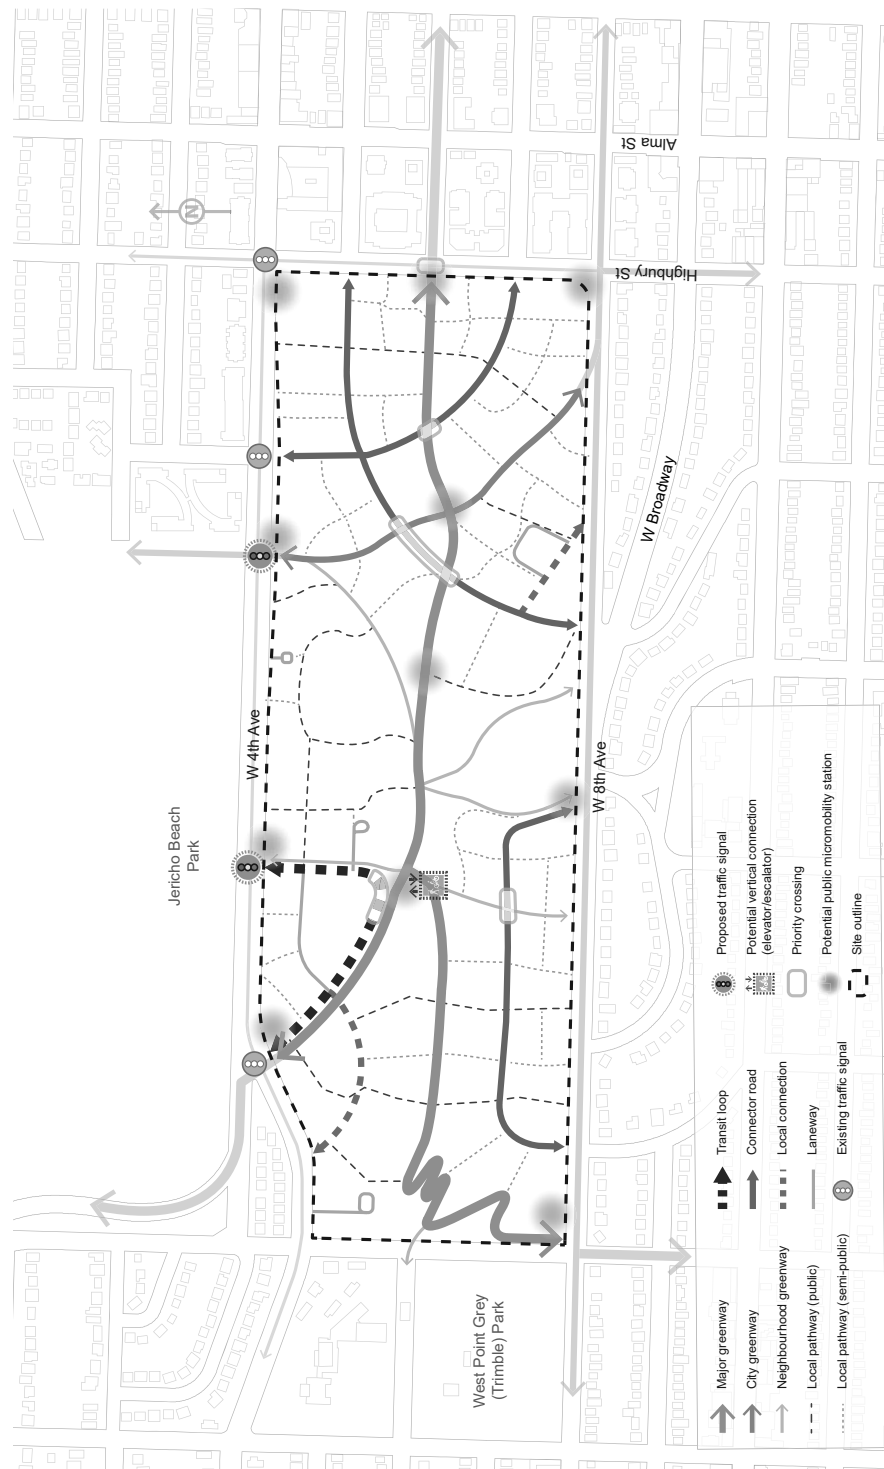 Jericho Beach
Park
W 4th Ave
N
Alma St
Highbury St
W Broadway
W 8th Ave
West Point Grey
(Trimble) Park
Major greenway
City greenway
Neighbourhood greenway
Local pathway (public)
Local pathway (semi-public)
Transit loop
Connector road
Local connection
Laneway
Existing traffic signal
Proposed traffic signal
Potential vertical connection
(elevator/escalator)
Priority crossing
Potential public micromobility station
Site outline